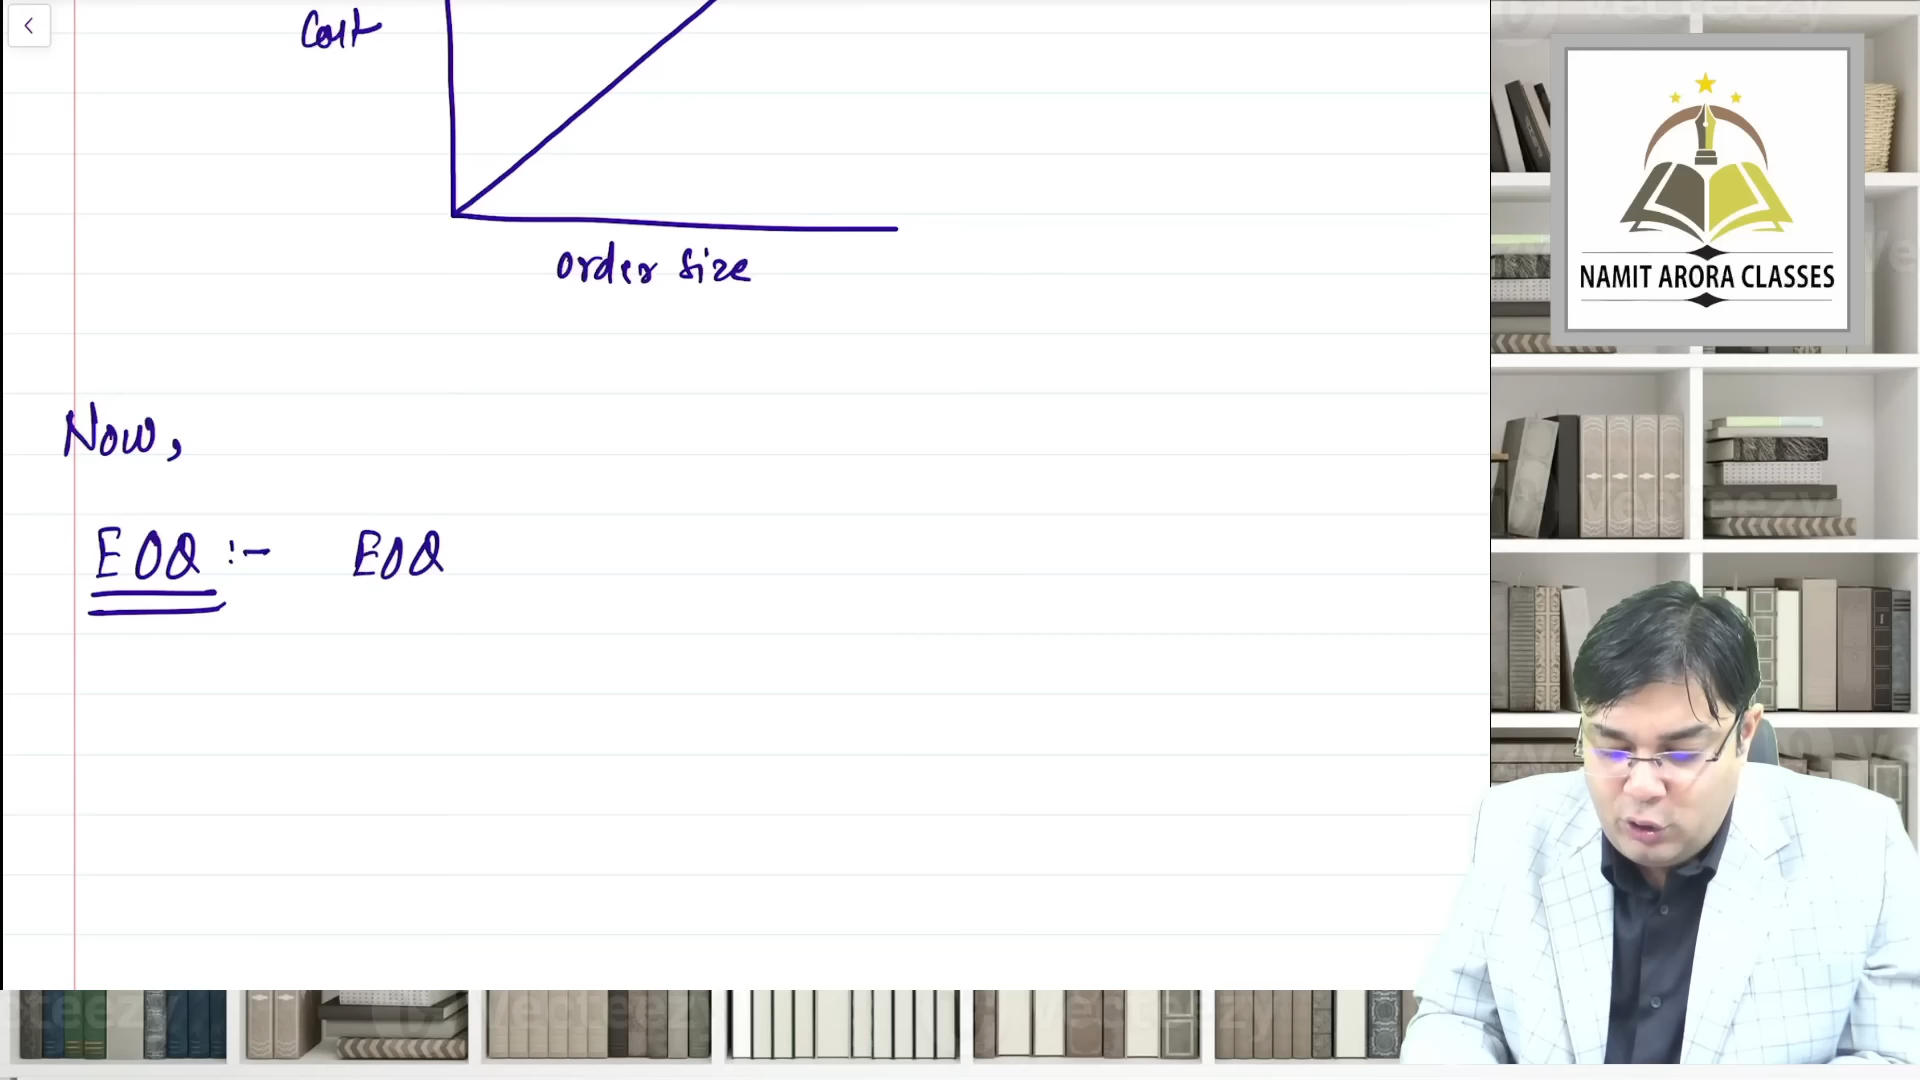 Cost
order size
Now,
EOQ :- EOQ
NAMIT ARORA CLASSES